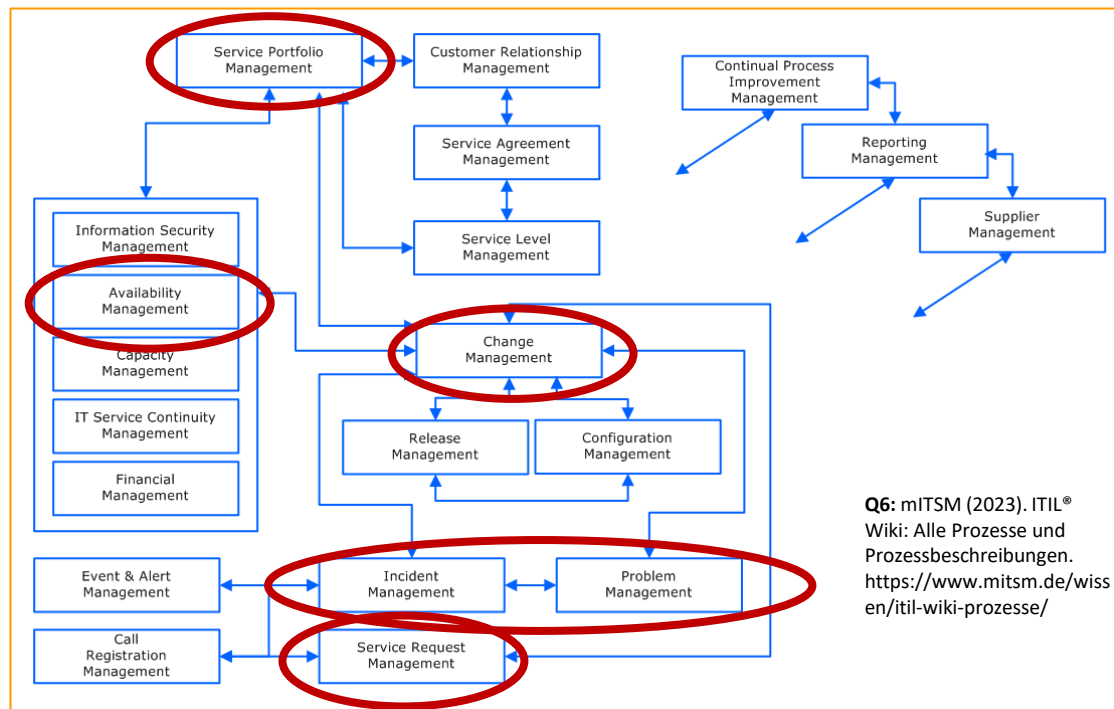 Service Portfolio
Management
Customer Relationship
Management
Continual Process
Improvement
Management
Service Agreement
Management
Reporting
Management
Information Security
Management
Service Level
Management
Supplier
Management
Availability
Management
Change
Management
Capacity
Management
IT Service Continuity
Management
Release
Management
Configuration
Management
Financial
Management
Q6: mITSM (2023). ITIL®
Wiki: Alle Prozesse und
Prozessbeschreibungen.
https://www.mitsm.de/wiss
en/itil-wiki-prozesse/
Event & Alert
Management
Incident
Management
Problem
Management
Call
Registration
Management
Service Request
Management